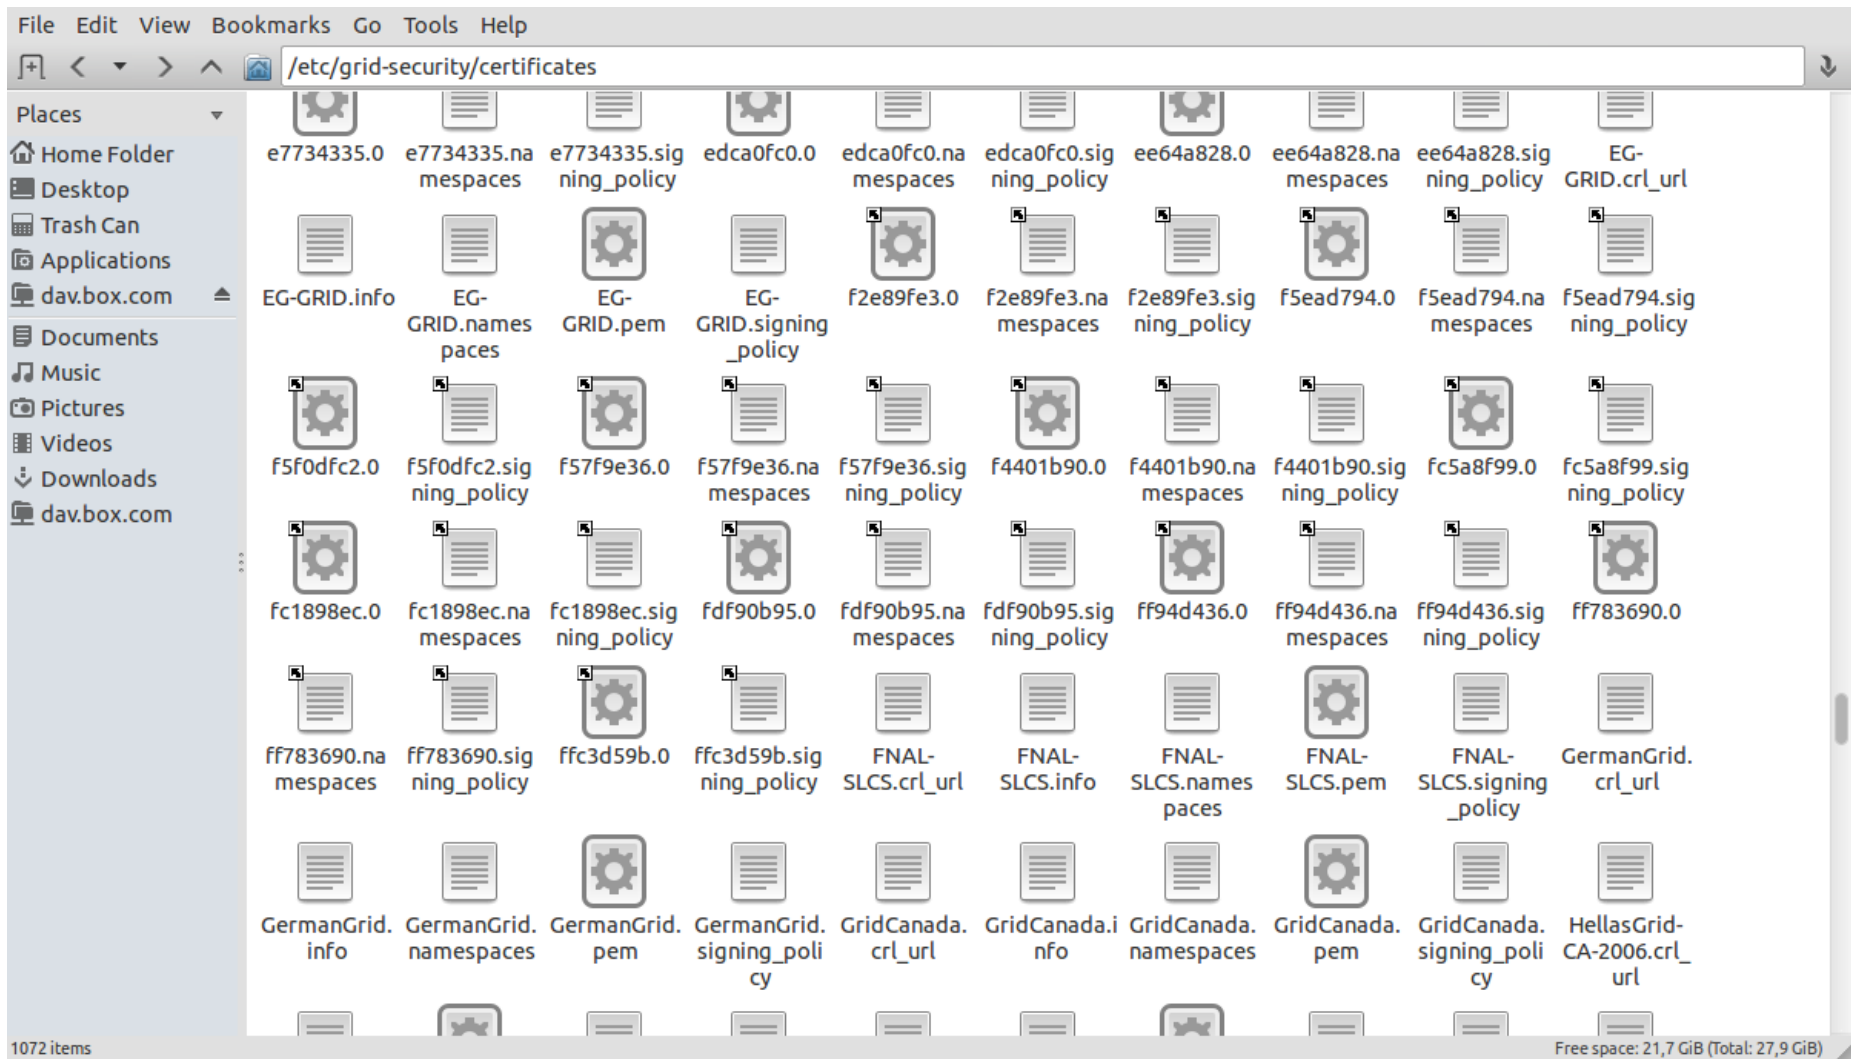 File Edit View Bookmarks Go Tools Help
/etc/grid-security/certificates
Places
Home Folder
Desktop
Trash Can
Applications
dav.box.com
Documents
Music
Pictures
Videos
Downloads
dav.box.com
e7734335.0 e7734335.na e7734335.sig edca0fc0.0 edca0fc0.na edca0fc0.sig ee64a828.0 ee64a828.na ee64a828.sig EG-
mespaces ning_policy mespaces ning_policy mespaces ning_policy GRID.crl_url
EG-GRID.info EG- EG- EG- f2e89fe3.0 f2e89fe3.na f2e89fe3.sig f5ead794.0 f5ead794.na f5ead794.sig
GRID.names GRID.pem GRID.signing mespaces ning_policy mespaces ning_policy
paces _policy
f5f0dfc2.0 f5f0dfc2.sig f57f9e36.0 f57f9e36.na f57f9e36.sig f4401b90.0 f4401b90.na f4401b90.sig fc5a8f99.0 fc5a8f99.sig
ning_policy mespaces ning_policy mespaces ning_policy ning_policy
fc1898ec.0 fc1898ec.na fc1898ec.sig fdf90b95.0 fdf90b95.na fdf90b95.sig ff94d436.0 ff94d436.na ff94d436.sig ff783690.0
mespaces ning_policy mespaces ning_policy mespaces ning_policy
ff783690.na ff783690.sig ffc3d59b.0 ffc3d59b.sig FNAL- FNAL- FNAL- FNAL- FNAL- GermanGrid.
mespaces ning_policy ning_policy SLCS.crl_url SLCS.info SLCS.names SLCS.pem SLCS.signing crl_url
paces _policy
GermanGrid. GermanGrid. GermanGrid. GermanGrid. GridCanada. GridCanada.i GridCanada. GridCanada. GridCanada. HellasGrid-
info namespaces pem signing_poli crl_url nfo namespaces pem signing_poli CA-2006.crl_
cy cy url
1072 items
Free space: 21,7 GiB (Total: 27,9 GiB)